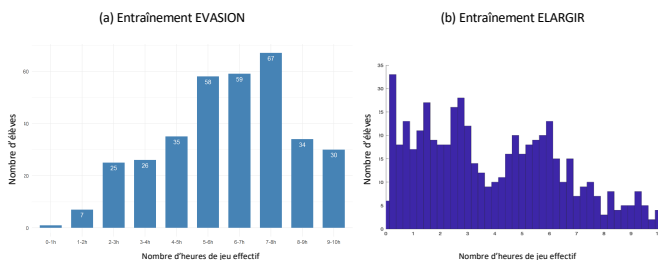 (a) Entraînement EVASION
(b) Entraînement ELARGIR
Nombre d'élèves
60
40
20
0
7
25
26
35
58
59
67
34
30
0-1h 1-2h 2-3h 3-4h 4-5h 5-6h 6-7h 7-8h 8-9h 9-10h
Nombre d'heures de jeu effectif
Nombre d'élèves
35
30
25
20
15
10
5
0
0 1 2 3 4 5 6 7 8 9
Nombre d'heures de jeu effectif